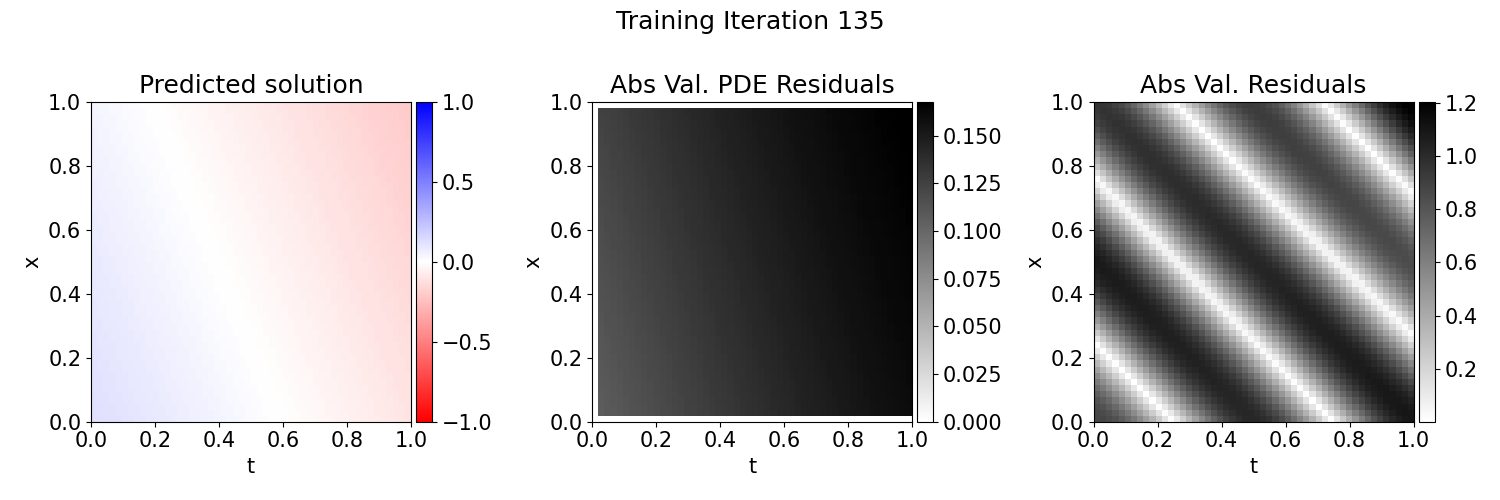 Training Iteration 135
Predicted solution
1.0
0.8
0.6
0.4
0.2
0.0
x
0.0 0.2 0.4 0.6 0.8 1.0
t
1.0
0.5
0.0
−0.5
−1.0
Abs Val. PDE Residuals
1.0
0.8
0.6
0.4
0.2
0.0
x
0.0 0.2 0.4 0.6 0.8 1.0
t
0.150
0.125
0.100
0.075
0.050
0.025
0.000
Abs Val. Residuals
1.0
0.8
0.6
0.4
0.2
0.0
x
0.0 0.2 0.4 0.6 0.8 1.0
t
1.2
1.0
0.8
0.6
0.4
0.2